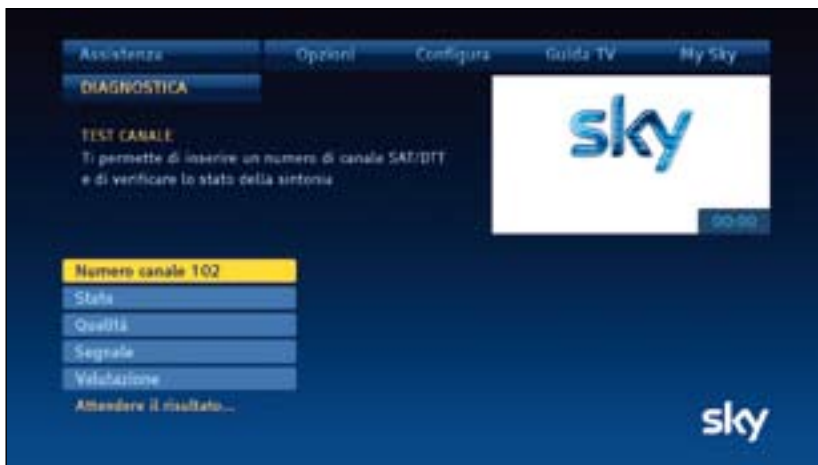 Assistenza Opzioni Configura Guida TV My Sky
DIAGNOSTICA
sky
TEST CANALE
Ti permette di inserire un numero di canale SAT/DTT
e di verificare lo stato della sintonia
00:00
Numero canale 102
Stato
Qualità
Segnale
Valutazione
Attendere il risultato...
sky